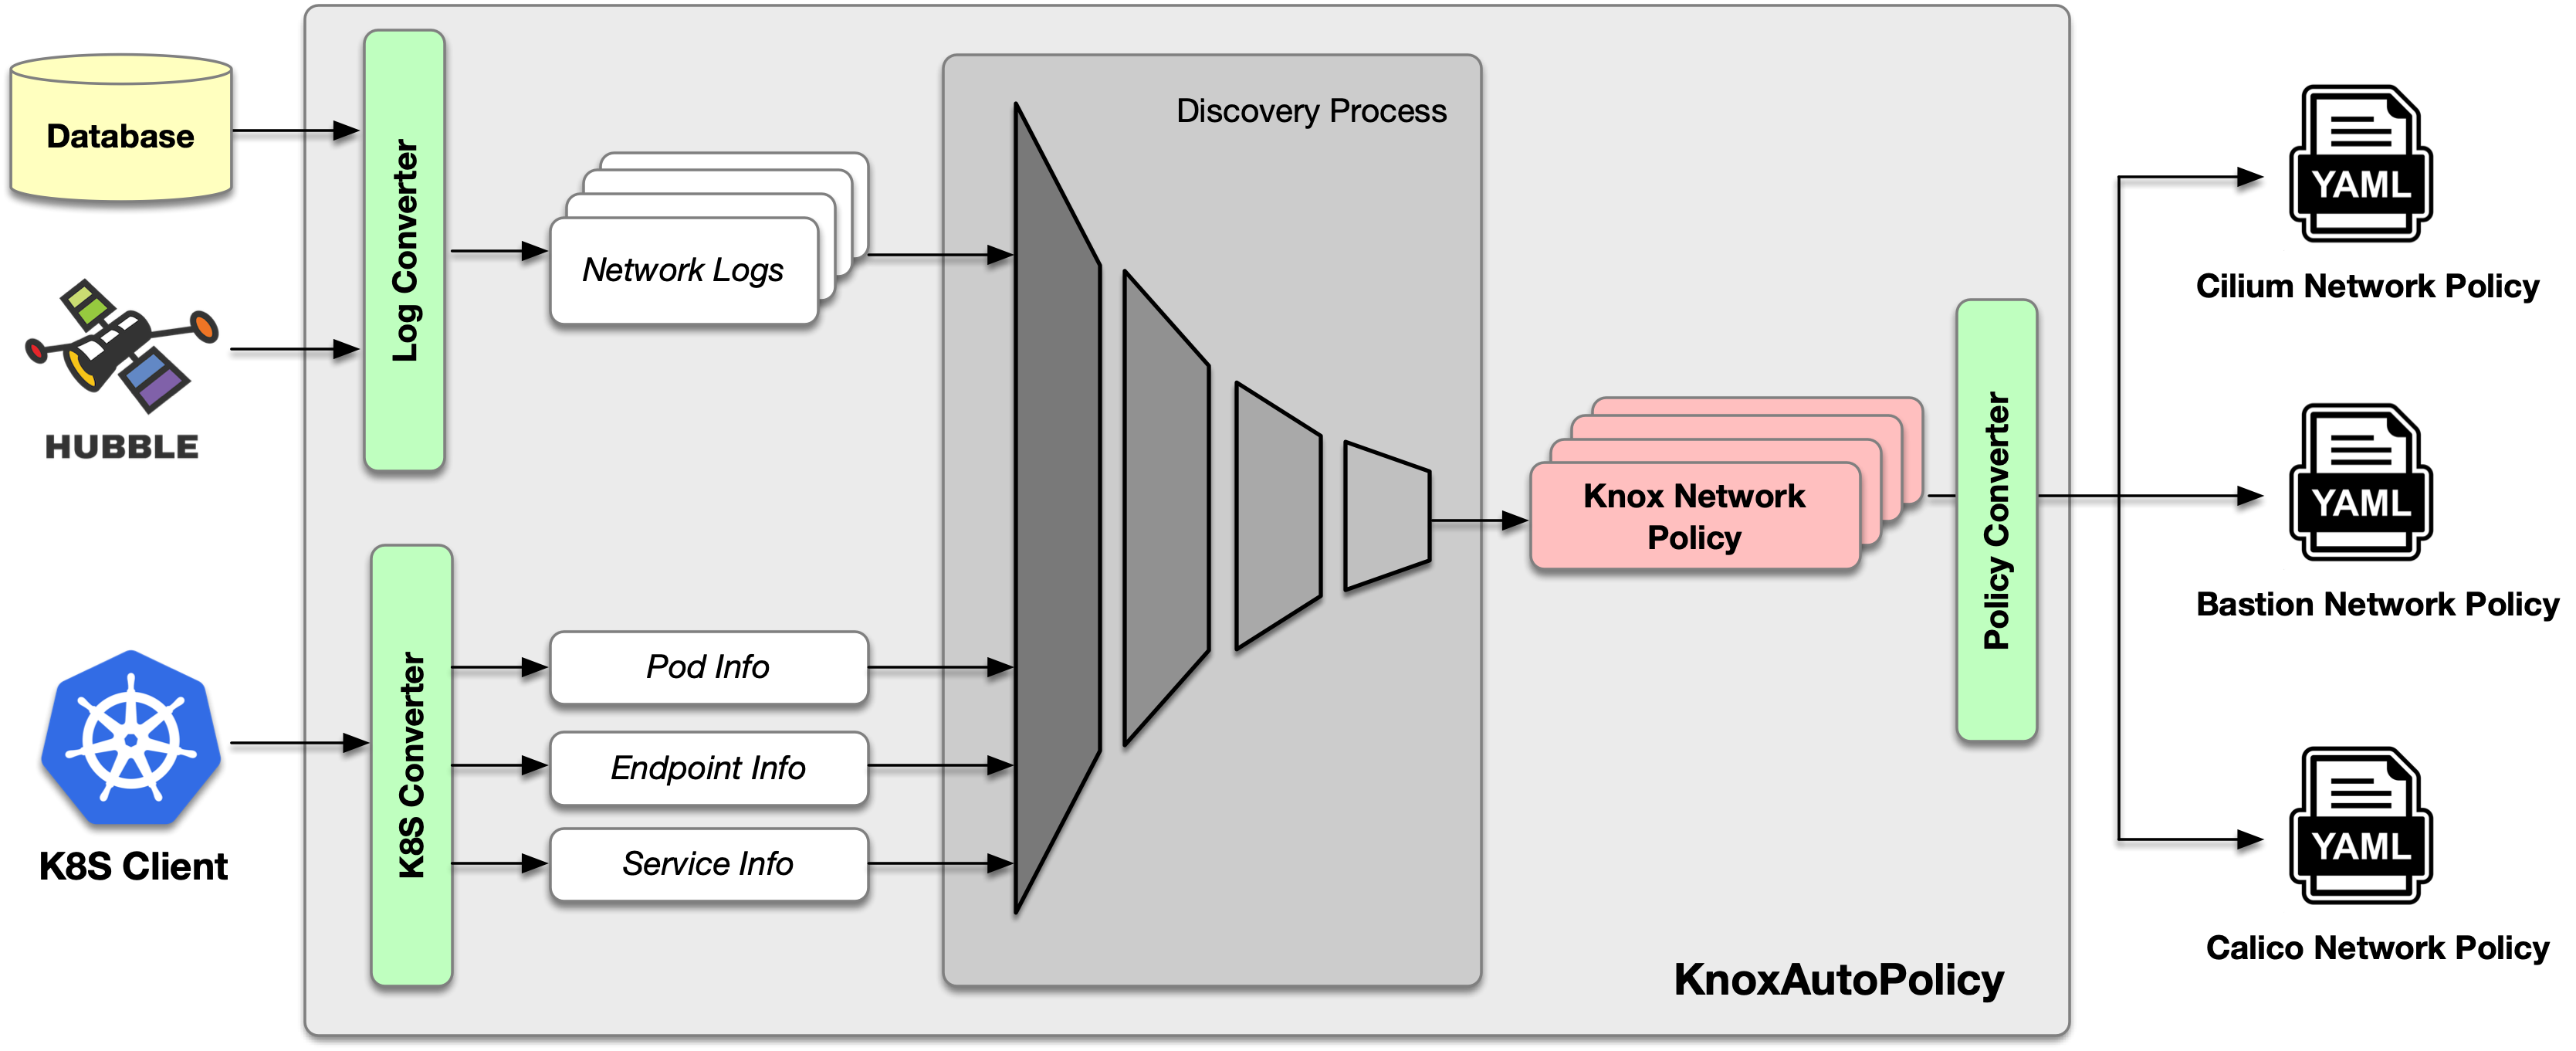 Database
HUBBLE
K8S Client
Log Converter
K8S Converter
Network Logs
Pod Info
Endpoint Info
Service Info
Discovery Process
Knox Network
Policy
Policy Converter
KnoxAutoPolicy
YAML
Cilium Network Policy
YAML
Bastion Network Policy
YAML
Calico Network Policy